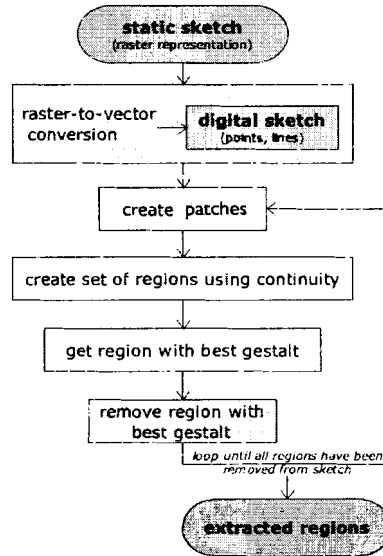 static sketch
(raster representation)
raster-to-vector
conversion
digital sketch
(points, lines)
create patches
create set of regions using continuity
get region with best gestalt
remove region with
best gestalt
loop until all regions have been
removed from sketch
extracted regions